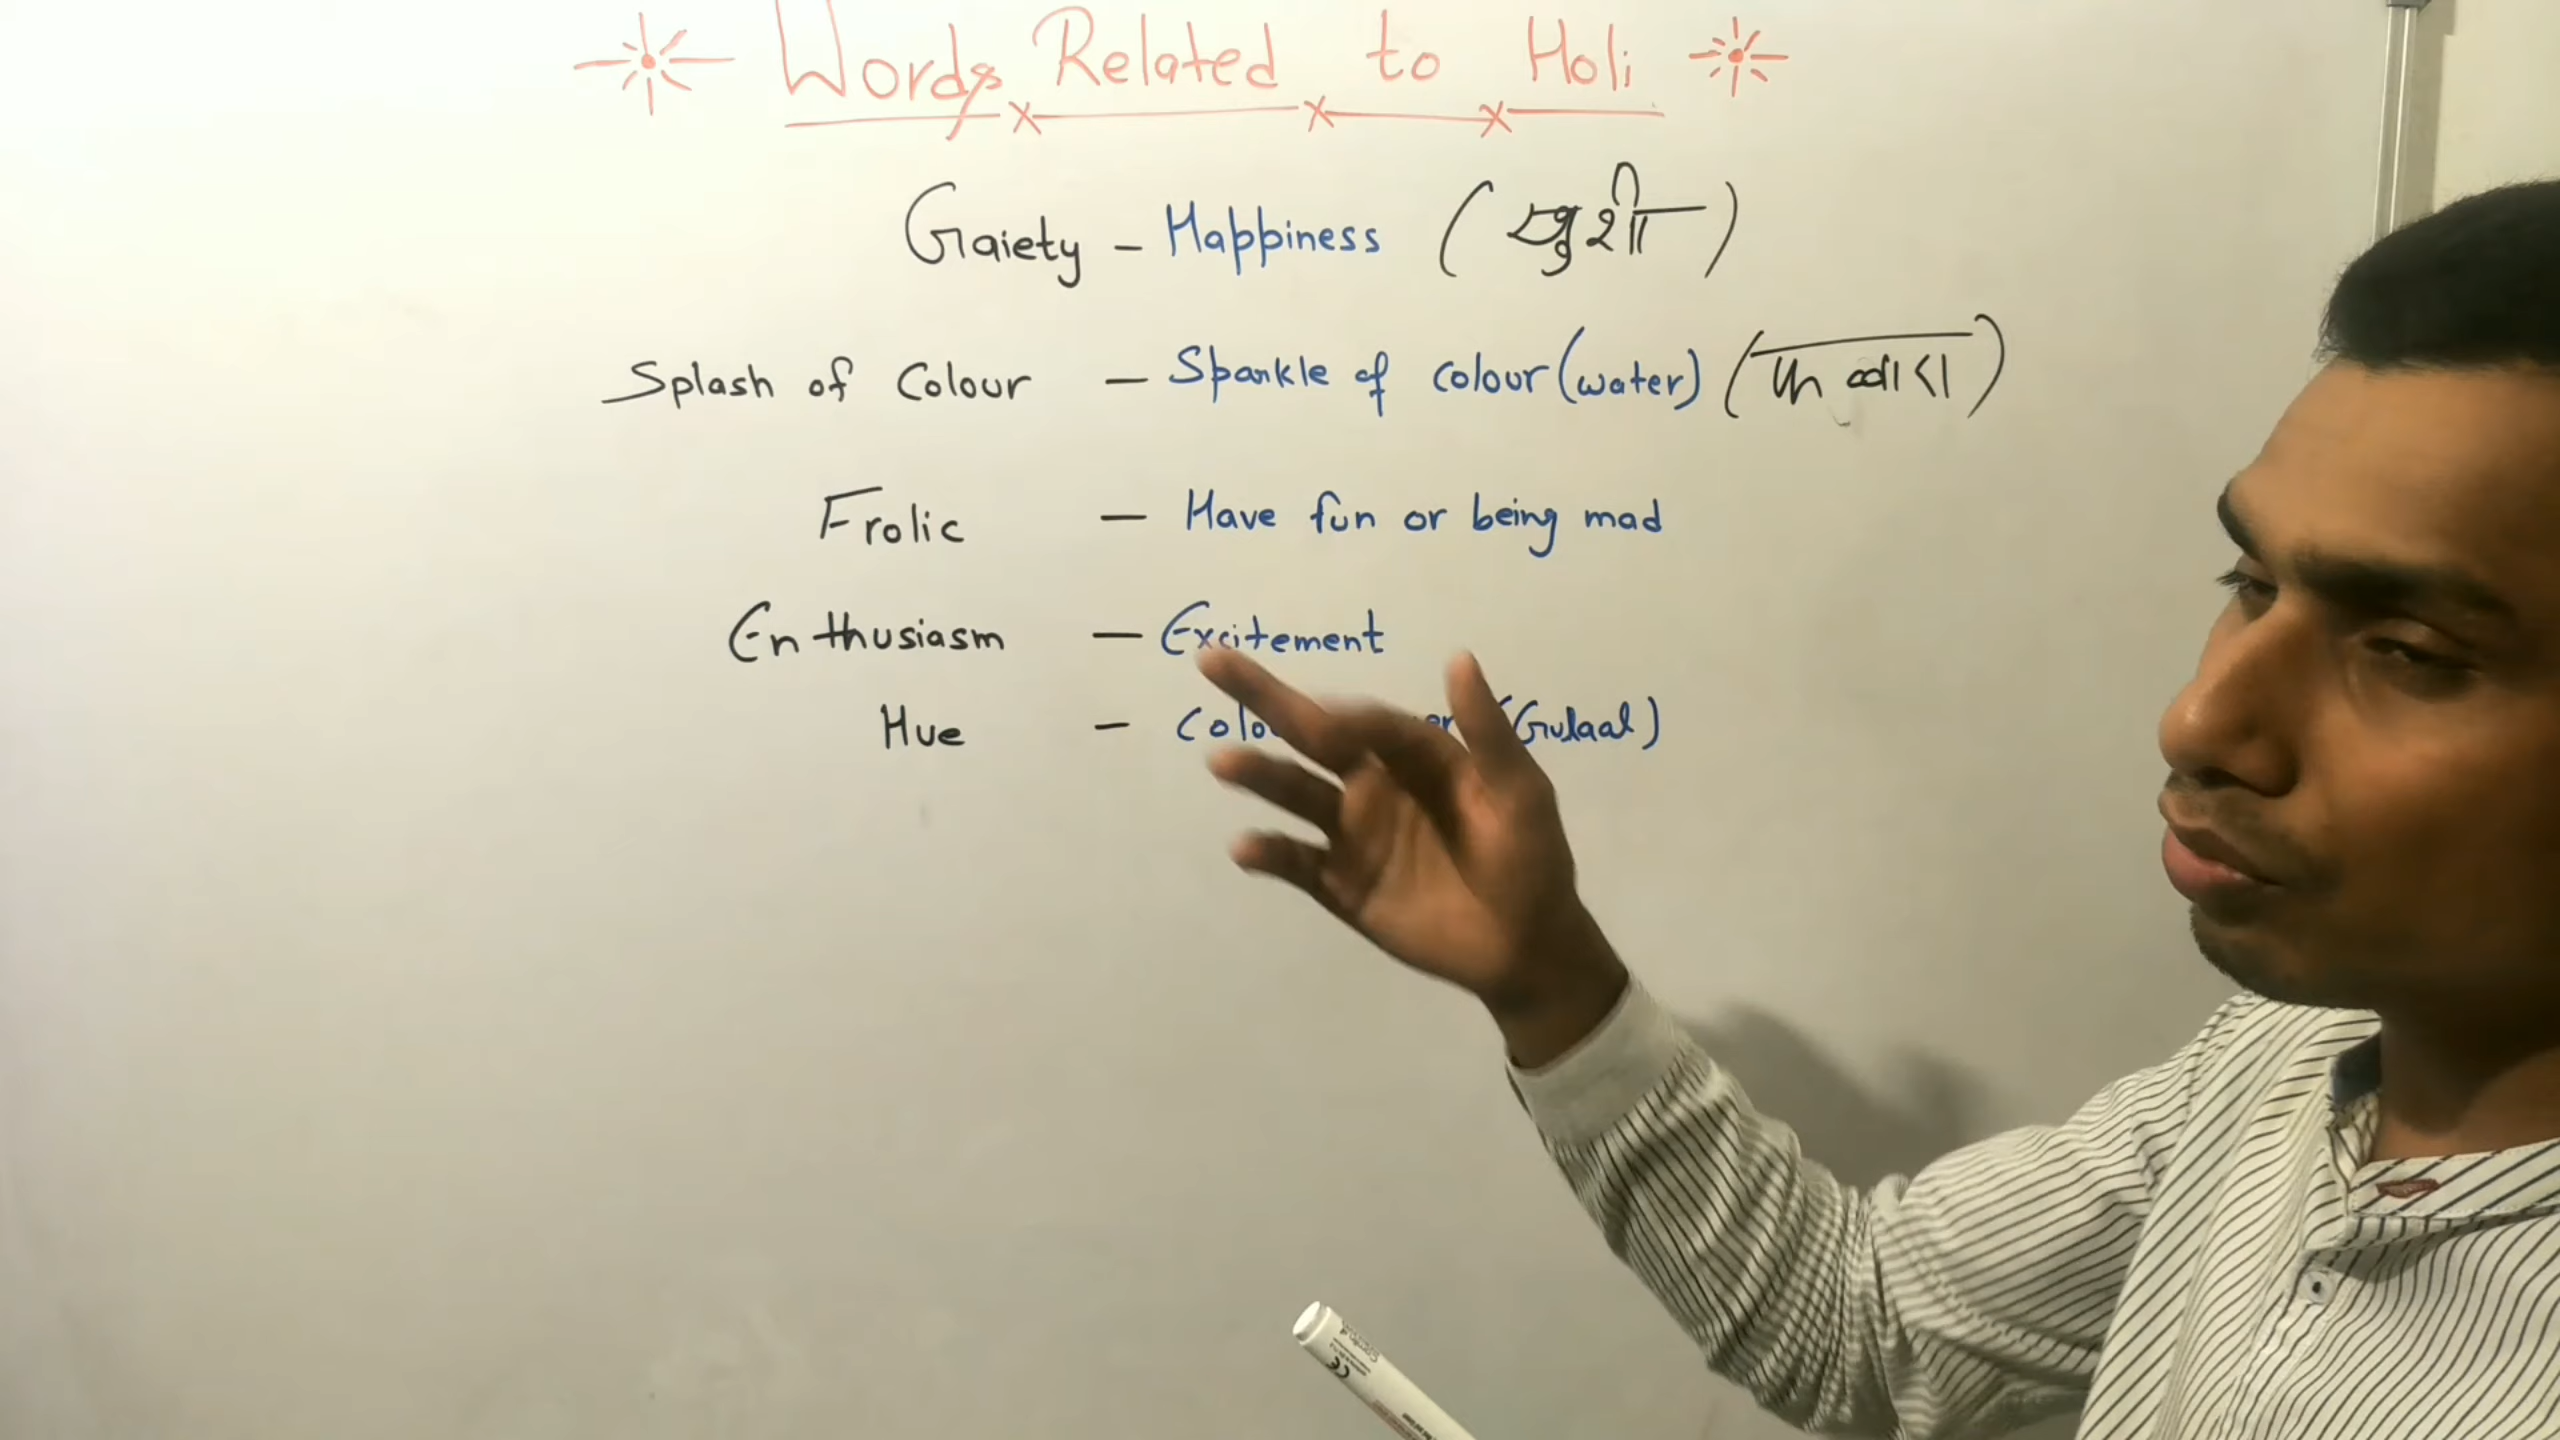 Words Related to Holi
Gaiety - Happiness (खुशी)
Splash of Colour - Sparkle of colour (water)
Frolic - Have fun or being mad
Enthusiasm - Excitement
Hue - (Gulaal)